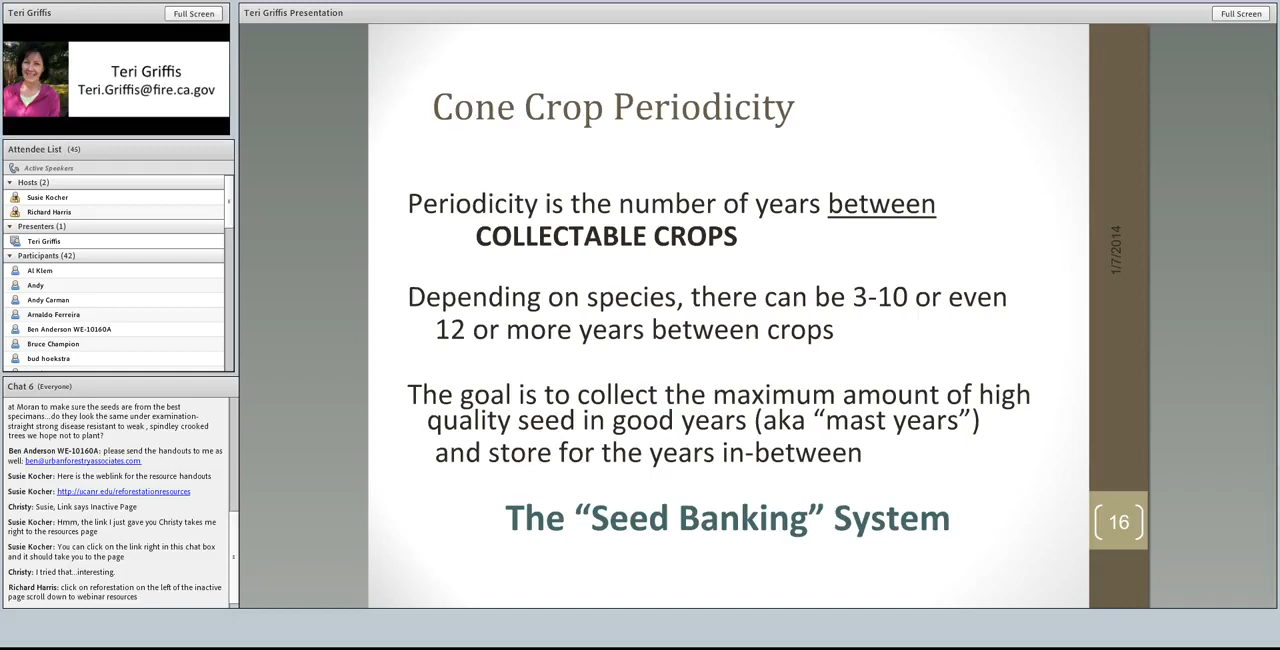 Teri Griffis
Full Screen
Teri Griffis
Teri.Griffis@fire.ca.gov
Attendee List (45)
Active Speakers
Hosts (2)
Susie Kocher
Richard Harris
Presenters (1)
Teri Griffis
Participants (42)
Al Klem
Andy
Andy Carman
Arnaldo Ferreira
Ben Anderson WE-10160A
Bruce Champion
bud hoekstra
Chat 6 (Everyone)
at Moran to make sure the seeds are from the best
specimans...do they look the same under examination-
straight strong disease resistant to weak , spindley crooked
trees we hope not to plant?
Ben Anderson WE-10160A: please send the handouts to me as
well: ben@urbanforestryassociates.com
Susie Kocher: Here is the weblink for the resource handouts
Susie Kocher: http://ucanr.edu/reforestationresources
Christy: Susie, Link says Inactive Page
Susie Kocher: Hmm, the link I just gave you Christy takes me
right to the resources page
Susie Kocher: You can click on the link right in this chat box
and it should take you to the page
Christy: I tried that...interesting.
Richard Harris: click on reforestation on the left of the inactive
page scroll down to webinar resources
Teri Griffis Presentation
Full Screen
Cone Crop Periodicity
Periodicity is the number of years between
COLLECTABLE CROPS
Depending on species, there can be 3-10 or even
12 or more years between crops
The goal is to collect the maximum amount of high
quality seed in good years (aka “mast years”)
and store for the years in-between
The “Seed Banking” System
1/7/2014
16